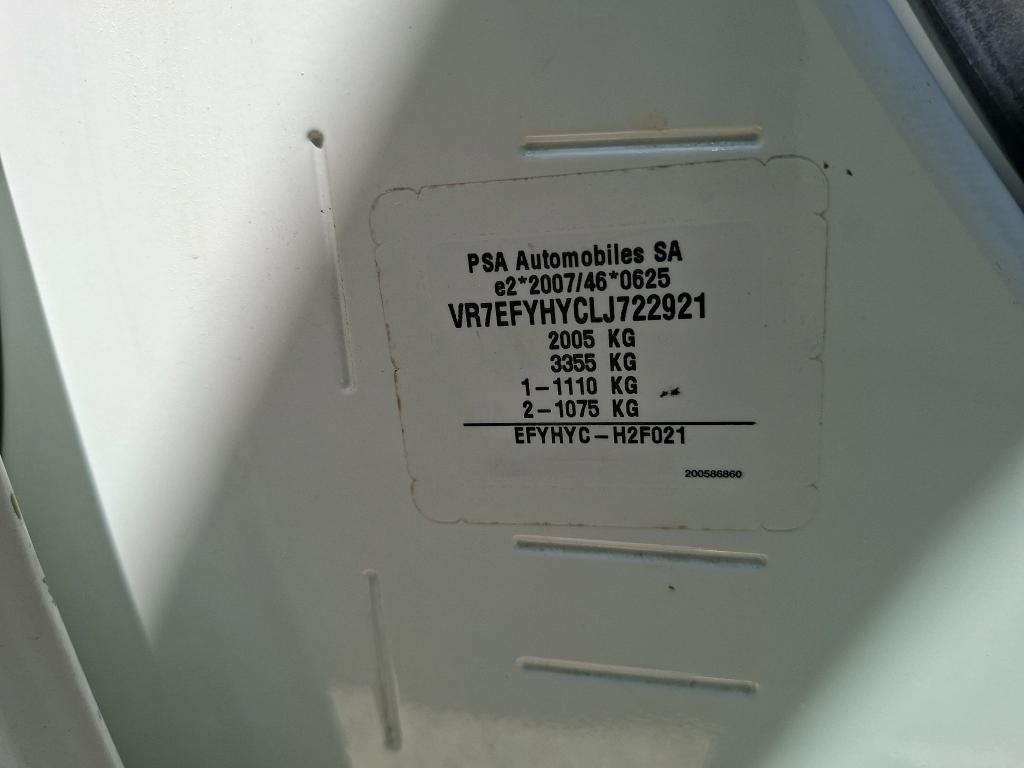 PSA Automobiles SA
e2*2007/46*0625
VR7EFYHYCLJ722921
2005 KG
3355 KG
1-1110 KG
2-1075 KG
EFYHYC-H2F021
200586860